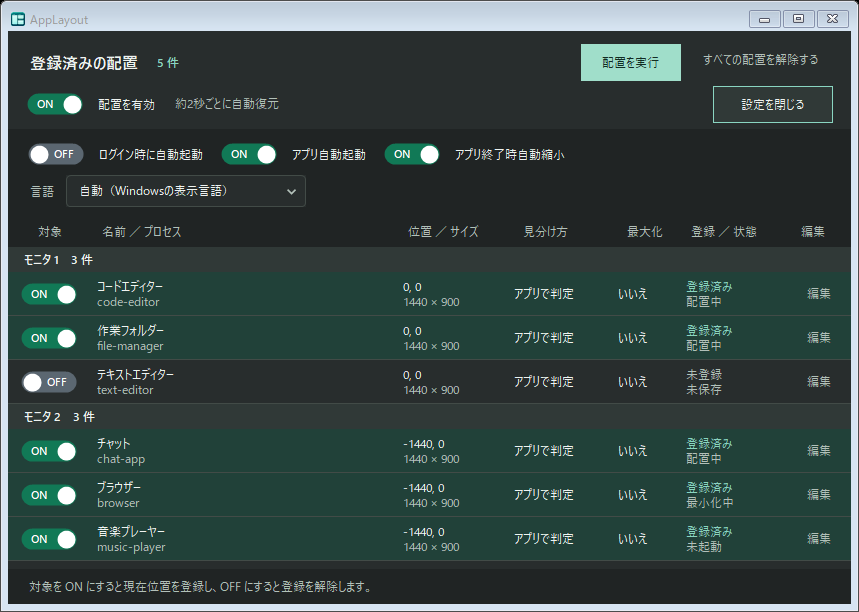 AppLayout
登録済みの配置 5 件
配置を実行
すべての配置を解除する
ON 配置を有効 約2秒ごとに自動復元
設定を閉じる
OFF ログイン時に自動起動 ON アプリ自動起動 ON アプリ終了時自動縮小
言語 自動（Windowsの表示言語）
対象 名前 ／ プロセス 位置 ／ サイズ 見分け方 最大化 登録 ／ 状態 編集
モニタ 1 3 件
ON コードエディター 0, 0 アプリで判定 いいえ 登録済み 編集
code-editor 1440 × 900 配置中
ON 作業フォルダー 0, 0 アプリで判定 いいえ 登録済み 編集
file-manager 1440 × 900 配置中
OFF テキストエディター 0, 0 アプリで判定 いいえ 未登録 編集
text-editor 1440 × 900 未保存
モニタ 2 3 件
ON チャット -1440, 0 アプリで判定 いいえ 登録済み 編集
chat-app 1440 × 900 配置中
ON ブラウザー -1440, 0 アプリで判定 いいえ 登録済み 編集
browser 1440 × 900 最小化中
ON 音楽プレーヤー -1440, 0 アプリで判定 いいえ 登録済み 編集
music-player 1440 × 900 未起動
対象を ON にすると現在位置を登録し、OFF にすると登録を解除します。